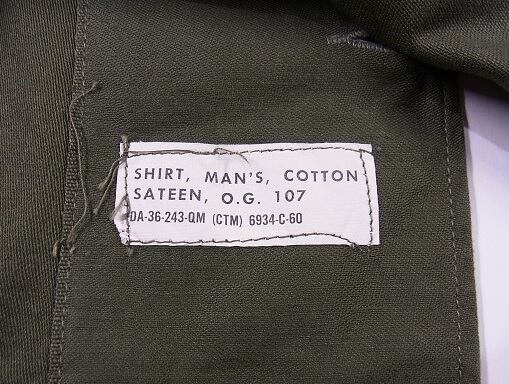 SHIRT, MAN'S, COTTON
SATEEN, O.G. 107
DA-36-243-QM (CTM) 6934-C-60